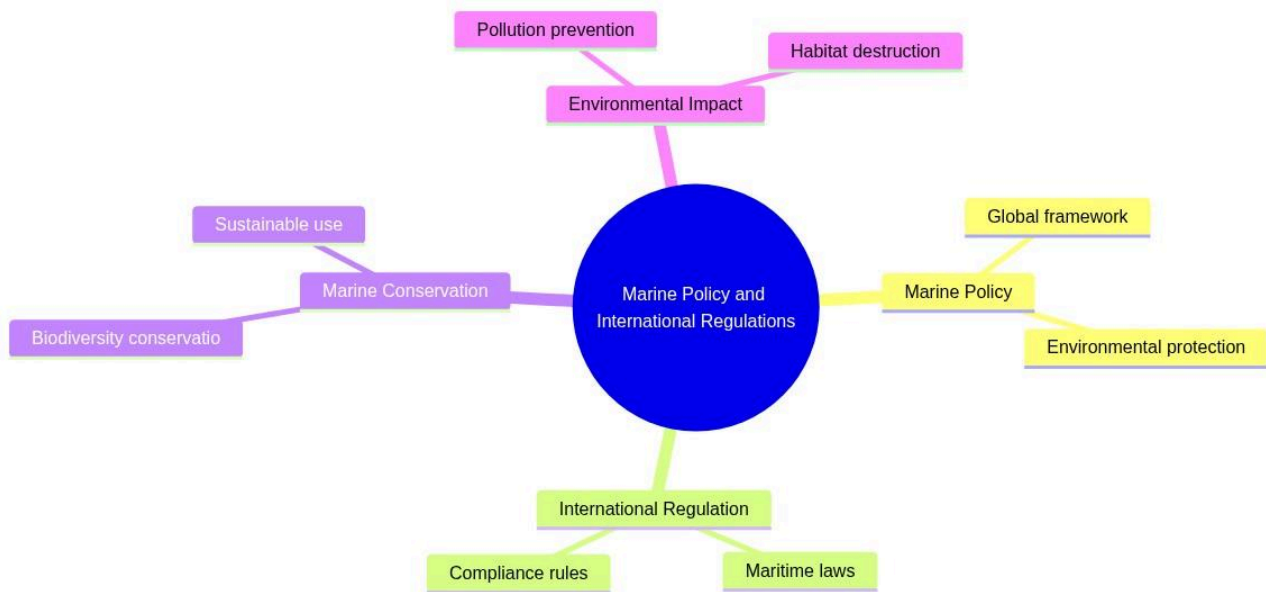 Pollution prevention
Habitat destruction
Environmental Impact
Sustainable use
Global framework
Marine Conservation
Marine Policy and
International Regulations
Marine Policy
Biodiversity conservatio
Environmental protection
International Regulation
Compliance rules
Maritime laws